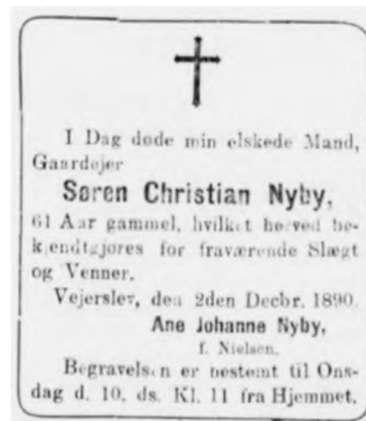 I Dag døde min elskede Mand,
Gaardejer
Søren Christian Nyby,
61 Aar gammel, hvilket herved be-
kjendtgjøres for fraværende Slægt
og Venner.
Vejerslev, den 2den Decbr. 1890.
Ane Johanne Nyby,
f. Nielsen.
Begravelsen er bestemt til Ons-
dag d. 10. ds. Kl. 11 fra Hjemmet.